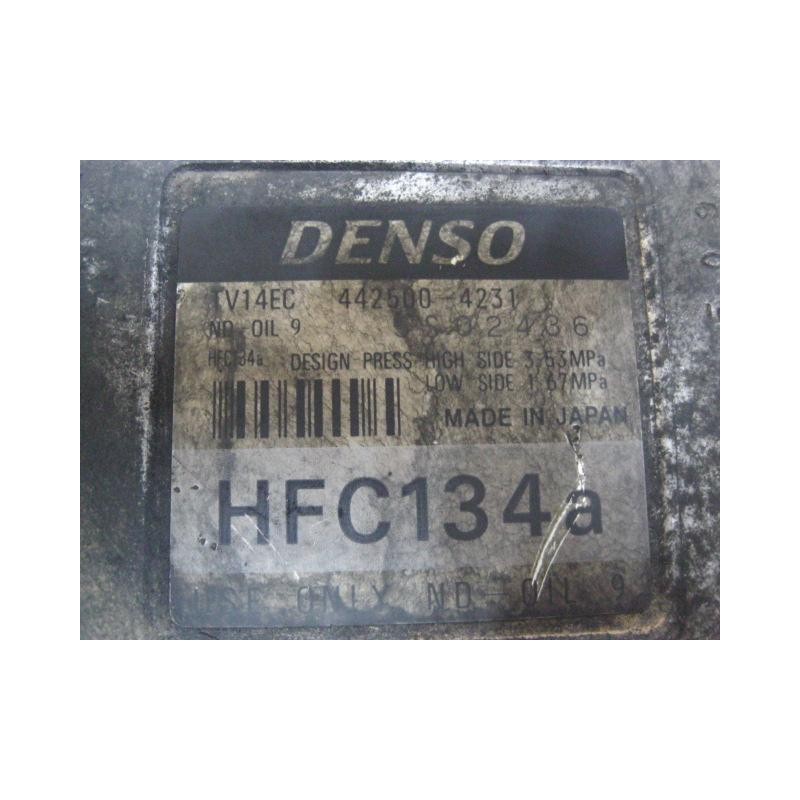 DENSO
TV14EC 442500-4231
ND-OIL 9 S02436
HFC134a DESIGN PRESS HIGH SIDE 3.53MPa
LOW SIDE 1.67MPa
MADE IN JAPAN
HFC134a
USE ONLY ND-OIL 9